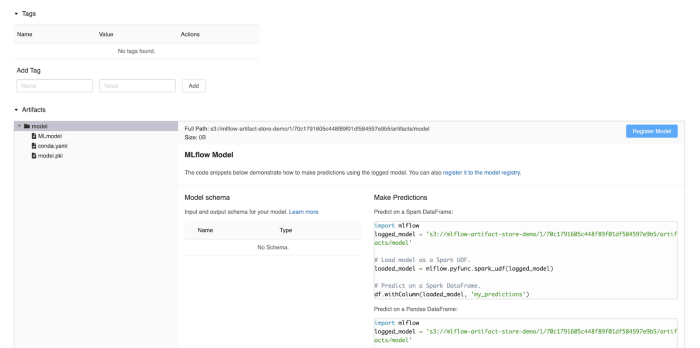 Tags
Name Value Actions
No tags found.
Add Tag
Name Value Add
Artifacts
model
MLmodel
conda.yaml
model.pkl
Full Path: s3://mlflow-artifact-store-demo/1/70c1791605c448f89f01df584597e9b5/artifacts/model
Size: 0B
Register Model
MLflow Model
The code snippets below demonstrate how to make predictions using the logged model. You can also register it to the model registry.
Model schema
Input and output schema for your model. Learn more
Name Type
No Schema.
Make Predictions
Predict on a Spark DataFrame:
import mlflow
logged_model = 's3://mlflow-artifact-store-demo/1/70c1791605c448f89f01df584597e9b5/artif
acts/model'
# Load model as a Spark UDF.
loaded_model = mlflow.pyfunc.spark_udf(logged_model)
# Predict on a Spark DataFrame.
df.withColumn(loaded_model, 'my_predictions')
Predict on a Pandas DataFrame:
import mlflow
logged_model = 's3://mlflow-artifact-store-demo/1/70c1791605c448f89f01df584597e9b5/artif
acts/model'